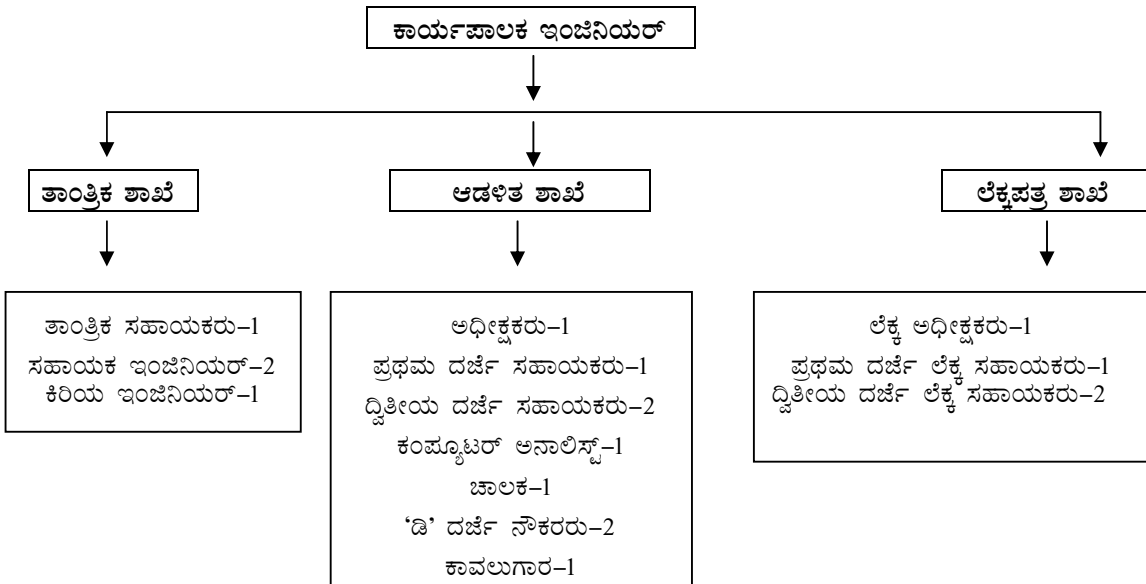 ಕಾರ್ಯಪಾಲಕ ಇಂಜಿನಿಯರ್
ತಾಂತ್ರಿಕ ಶಾಖೆ
ಆಡಳಿತ ಶಾಖೆ
ಲೆಕ್ಕಪತ್ರ ಶಾಖೆ
ತಾಂತ್ರಿಕ ಸಹಾಯಕರು–1
ಸಹಾಯಕ ಇಂಜಿನಿಯರ್–2
ಕಿರಿಯ ಇಂಜಿನಿಯರ್–1
ಅಧೀಕ್ಷಕರು–1
ಪ್ರಥಮ ದರ್ಜೆ ಸಹಾಯಕರು–1
ದ್ವಿತೀಯ ದರ್ಜೆ ಸಹಾಯಕರು–2
ಕಂಪ್ಯೂಟರ್ ಅನಾಲಿಸ್ಟ್–1
ಚಾಲಕ–1
‘ಡಿ’ ದರ್ಜೆ ನೌಕರರು–2
ಕಾವಲುಗಾರ–1
ಲೆಕ್ಕ ಅಧೀಕ್ಷಕರು–1
ಪ್ರಥಮ ದರ್ಜೆ ಲೆಕ್ಕ ಸಹಾಯಕರು–1
ದ್ವಿತೀಯ ದರ್ಜೆ ಲೆಕ್ಕ ಸಹಾಯಕರು–2